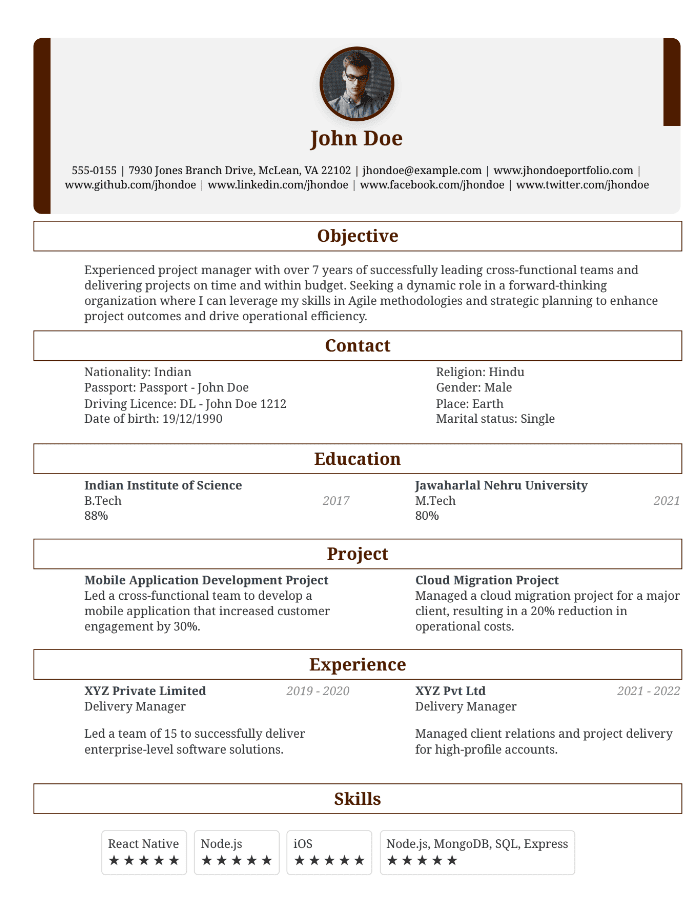 John Doe
555-0155 | 7930 Jones Branch Drive, McLean, VA 22102 | jhondoe@example.com | www.jhondoeportfolio.com |
www.github.com/jhondoe | www.linkedin.com/jhondoe | www.facebook.com/jhondoe | www.twitter.com/jhondoe
Objective
Experienced project manager with over 7 years of successfully leading cross-functional teams and
delivering projects on time and within budget. Seeking a dynamic role in a forward-thinking
organization where I can leverage my skills in Agile methodologies and strategic planning to enhance
project outcomes and drive operational efficiency.
Contact
Nationality: Indian
Passport: Passport - John Doe
Driving Licence: DL - John Doe 1212
Date of birth: 19/12/1990
Religion: Hindu
Gender: Male
Place: Earth
Marital status: Single
Education
Indian Institute of Science
B.Tech 2017
88%
Jawaharlal Nehru University
M.Tech 2021
80%
Project
Mobile Application Development Project
Led a cross-functional team to develop a
mobile application that increased customer
engagement by 30%.
Cloud Migration Project
Managed a cloud migration project for a major
client, resulting in a 20% reduction in
operational costs.
Experience
XYZ Private Limited 2019 - 2020
Delivery Manager
Led a team of 15 to successfully deliver
enterprise-level software solutions.
XYZ Pvt Ltd 2021 - 2022
Delivery Manager
Managed client relations and project delivery
for high-profile accounts.
Skills
React Native
★★★★★
Node.js
★★★★★
iOS
★★★★★
Node.js, MongoDB, SQL, Express
★★★★★